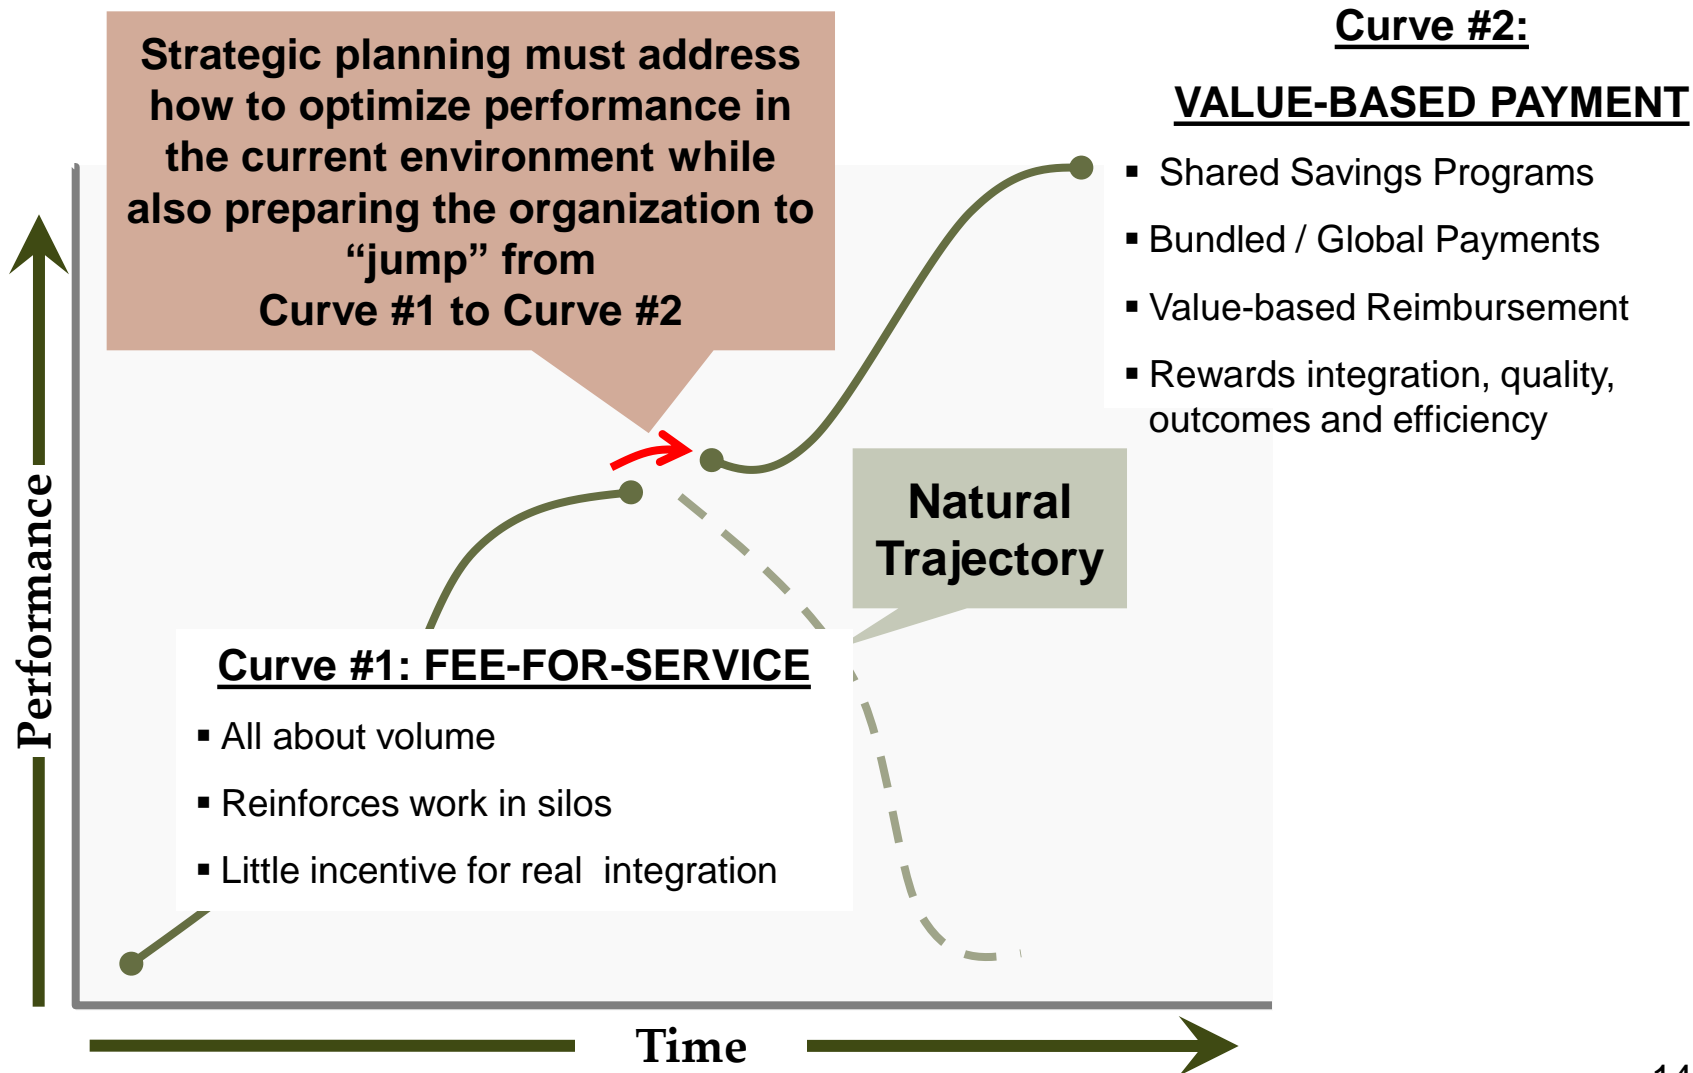 Strategic planning must address
how to optimize performance in
the current environment while
also preparing the organization to
“jump” from
Curve #1 to Curve #2
Curve #2:
VALUE-BASED PAYMENT
▪ Shared Savings Programs
▪ Bundled / Global Payments
▪ Value-based Reimbursement
▪ Rewards integration, quality,
outcomes and efficiency
Natural
Trajectory
Performance
Curve #1: FEE-FOR-SERVICE
▪ All about volume
▪ Reinforces work in silos
▪ Little incentive for real integration
Time
14